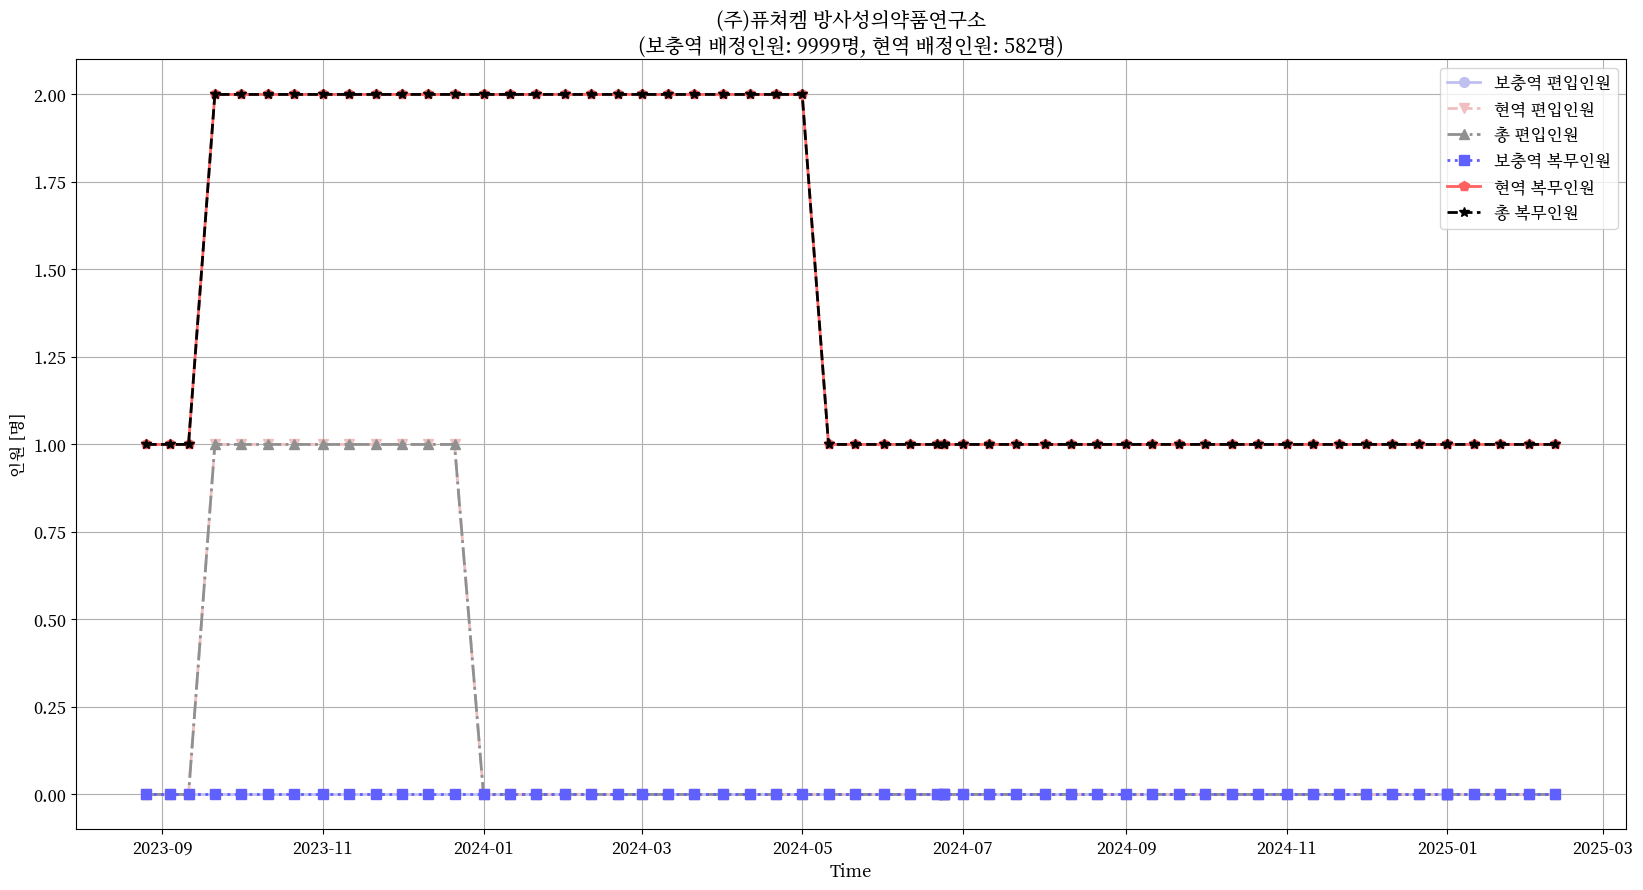 (주)퓨쳐켐 방사성의약품연구소
(보충역 배정인원: 9999명, 현역 배정인원: 582명)
보충역 편입인원
현역 편입인원
총 편입인원
보충역 복무인원
현역 복무인원
총 복무인원
인원 [명]
2.00
1.75
1.50
1.25
1.00
0.75
0.50
0.25
0.00
2023-09 2023-11 2024-01 2024-03 2024-05 2024-07 2024-09 2024-11 2025-01 2025-03
Time